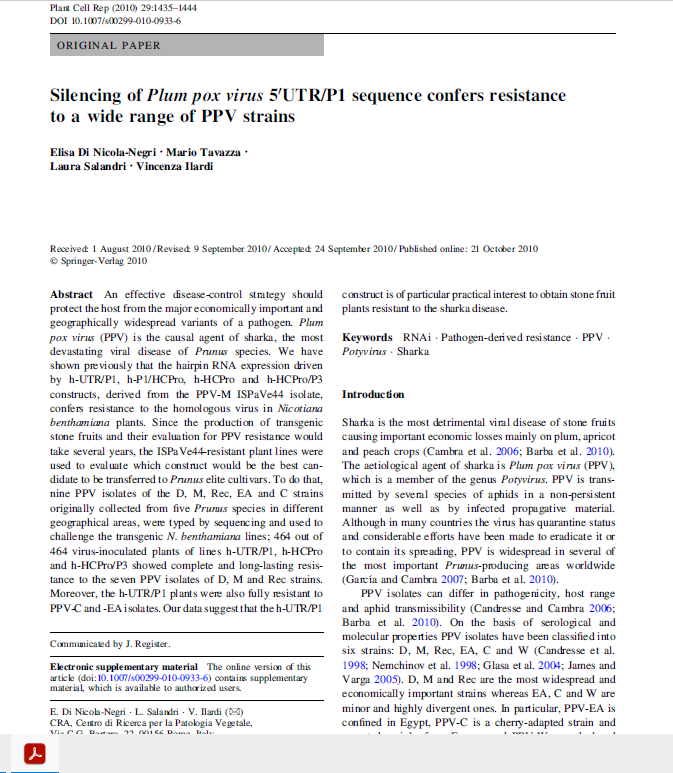 Plant Cell Rep (2010) 29:1435–1444
DOI 10.1007/s00299-010-0933-6
ORIGINAL PAPER
Silencing of Plum pox virus 5′UTR/P1 sequence confers resistance
to a wide range of PPV strains
Elisa Di Nicola-Negri · Mario Tavazza ·
Laura Salandri · Vincenza Ilardi
Received: 1 August 2010 / Revised: 9 September 2010 / Accepted: 24 September 2010 / Published online: 21 October 2010
© Springer-Verlag 2010
Abstract An effective disease-control strategy should
protect the host from the major economically important and
geographically widespread variants of a pathogen. Plum
pox virus (PPV) is the causal agent of sharka, the most
devastating viral disease of Prunus species. We have
shown previously that the hairpin RNA expression driven
by h-UTR/P1, h-P1/HCPro, h-HCPro and h-HCPro/P3
constructs, derived from the PPV-M ISPaVe44 isolate,
confers resistance to the homologous virus in Nicotiana
benthamiana plants. Since the production of transgenic
stone fruits and their evaluation for PPV resistance would
take several years, the ISPaVe44-resistant plant lines were
used to evaluate which construct would be the best can-
didate to be transferred to Prunus elite cultivars. To do that,
nine PPV isolates of the D, M, Rec, EA and C strains
originally collected from five Prunus species in different
geographical areas, were typed by sequencing and used to
challenge the transgenic N. benthamiana lines; 464 out of
464 virus-inoculated plants of lines h-UTR/P1, h-HCPro
and h-HCPro/P3 showed complete and long-lasting resis-
tance to the seven PPV isolates of D, M and Rec strains.
Moreover, the h-UTR/P1 plants were also fully resistant to
PPV-C and -EA isolates. Our data suggest that the h-UTR/P1
Communicated by J. Register.
Electronic supplementary material The online version of this
article (doi:10.1007/s00299-010-0933-6) contains supplementary
material, which is available to authorized users.
E. Di Nicola-Negri · L. Salandri · V. Ilardi (✉)
CRA, Centro di Ricerca per la Patologia Vegetale,
construct is of particular practical interest to obtain stone fruit
plants resistant to the sharka disease.
Keywords RNAi · Pathogen-derived resistance · PPV ·
Potyvirus · Sharka
Introduction
Sharka is the most detrimental viral disease of stone fruits
causing important economic losses mainly on plum, apricot
and peach crops (Cambra et al. 2006; Barba et al. 2010).
The aetiological agent of sharka is Plum pox virus (PPV),
which is a member of the genus Potyvirus. PPV is trans-
mitted by several species of aphids in a non-persistent
manner as well as by infected propagative material.
Although in many countries the virus has quarantine status
and considerable efforts have been made to eradicate it or
to contain its spreading, PPV is widespread in several of
the most important Prunus-producing areas worldwide
(García and Cambra 2007; Barba et al. 2010).
PPV isolates can differ in pathogenicity, host range
and aphid transmissibility (Candresse and Cambra 2006;
Barba et al. 2010). On the basis of serological and
molecular properties PPV isolates have been classified into
six strains: D, M, Rec, EA, C and W (Candresse et al.
1998; Nemchinov et al. 1998; Glasa et al. 2004; James and
Varga 2005). D, M and Rec are the most widespread and
economically important strains whereas EA, C and W are
minor and highly divergent ones. In particular, PPV-EA is
confined in Egypt, PPV-C is a cherry-adapted strain and